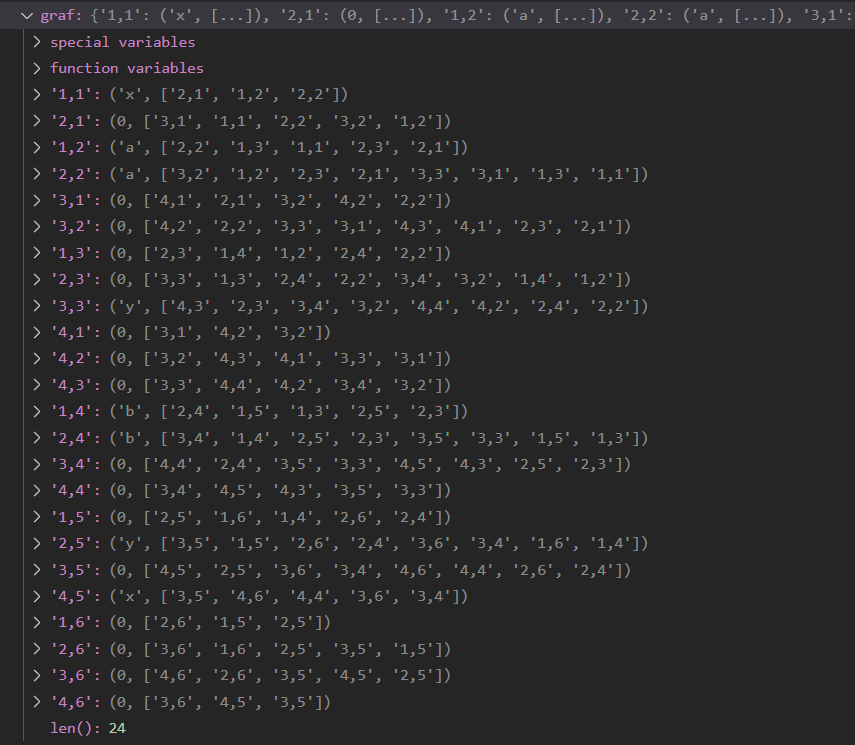 graf: {'1,1': ('x', [...]), '2,1': (0, [...]), '1,2': ('a', [...]), '2,2': ('a', [...]), '3,1':
special variables
function variables
'1,1': ('x', ['2,1', '1,2', '2,2'])
'2,1': (0, ['3,1', '1,1', '2,2', '3,2', '1,2'])
'1,2': ('a', ['2,2', '1,3', '1,1', '2,3', '2,1'])
'2,2': ('a', ['3,2', '1,2', '2,3', '2,1', '3,3', '3,1', '1,3', '1,1'])
'3,1': (0, ['4,1', '2,1', '3,2', '4,2', '2,2'])
'3,2': (0, ['4,2', '2,2', '3,3', '3,1', '4,3', '4,1', '2,3', '2,1'])
'1,3': (0, ['2,3', '1,4', '1,2', '2,4', '2,2'])
'2,3': (0, ['3,3', '1,3', '2,4', '2,2', '3,4', '3,2', '1,4', '1,2'])
'3,3': ('y', ['4,3', '2,3', '3,4', '3,2', '4,4', '4,2', '2,4', '2,2'])
'4,1': (0, ['3,1', '4,2', '3,2'])
'4,2': (0, ['3,2', '4,3', '4,1', '3,3', '3,1'])
'4,3': (0, ['3,3', '4,4', '4,2', '3,4', '3,2'])
'1,4': ('b', ['2,4', '1,5', '1,3', '2,5', '2,3'])
'2,4': ('b', ['3,4', '1,4', '2,5', '2,3', '3,5', '3,3', '1,5', '1,3'])
'3,4': (0, ['4,4', '2,4', '3,5', '3,3', '4,5', '4,3', '2,5', '2,3'])
'4,4': (0, ['3,4', '4,5', '4,3', '3,5', '3,3'])
'1,5': (0, ['2,5', '1,6', '1,4', '2,6', '2,4'])
'2,5': ('y', ['3,5', '1,5', '2,6', '2,4', '3,6', '3,4', '1,6', '1,4'])
'3,5': (0, ['4,5', '2,5', '3,6', '3,4', '4,6', '4,4', '2,6', '2,4'])
'4,5': ('x', ['3,5', '4,6', '4,4', '3,6', '3,4'])
'1,6': (0, ['2,6', '1,5', '2,5'])
'2,6': (0, ['3,6', '1,6', '2,5', '3,5', '1,5'])
'3,6': (0, ['4,6', '2,6', '3,5', '4,5', '2,5'])
'4,6': (0, ['3,6', '4,5', '3,5'])
len(): 24